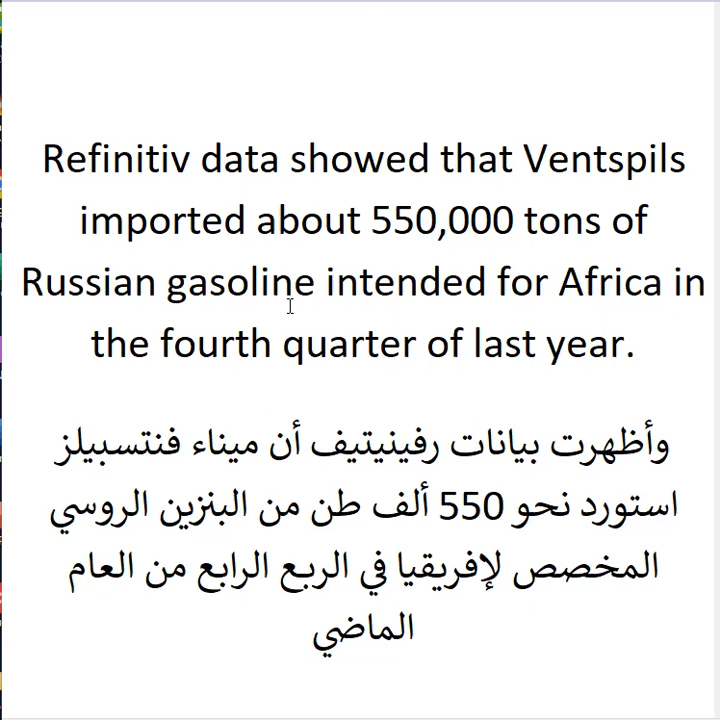 Refinitiv data showed that Ventspils
imported about 550,000 tons of
Russian gasoline intended for Africa in
the fourth quarter of last year.
وأظهرت بيانات رفينيتيف أن ميناء فنتسبيلز
استورد نحو 550 ألف طن من البنزين الروسي
المخصص لإفريقيا في الربع الرابع من العام
الماضي